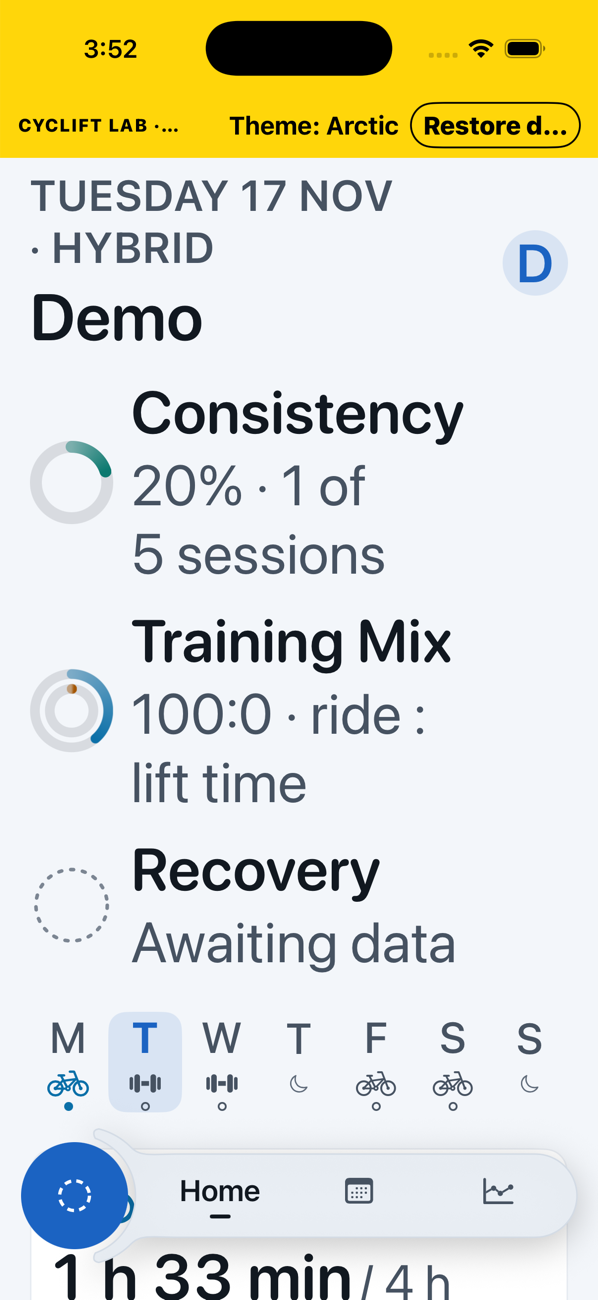 3:52
CYCLIFT LAB ·… Theme: Arctic Restore d…
TUESDAY 17 NOV
· HYBRID
D
Demo
Consistency
20% · 1 of
5 sessions
Training Mix
100:0 · ride :
lift time
Recovery
Awaiting data
M T W T F S S
Home
1 h 33 min / 4 h